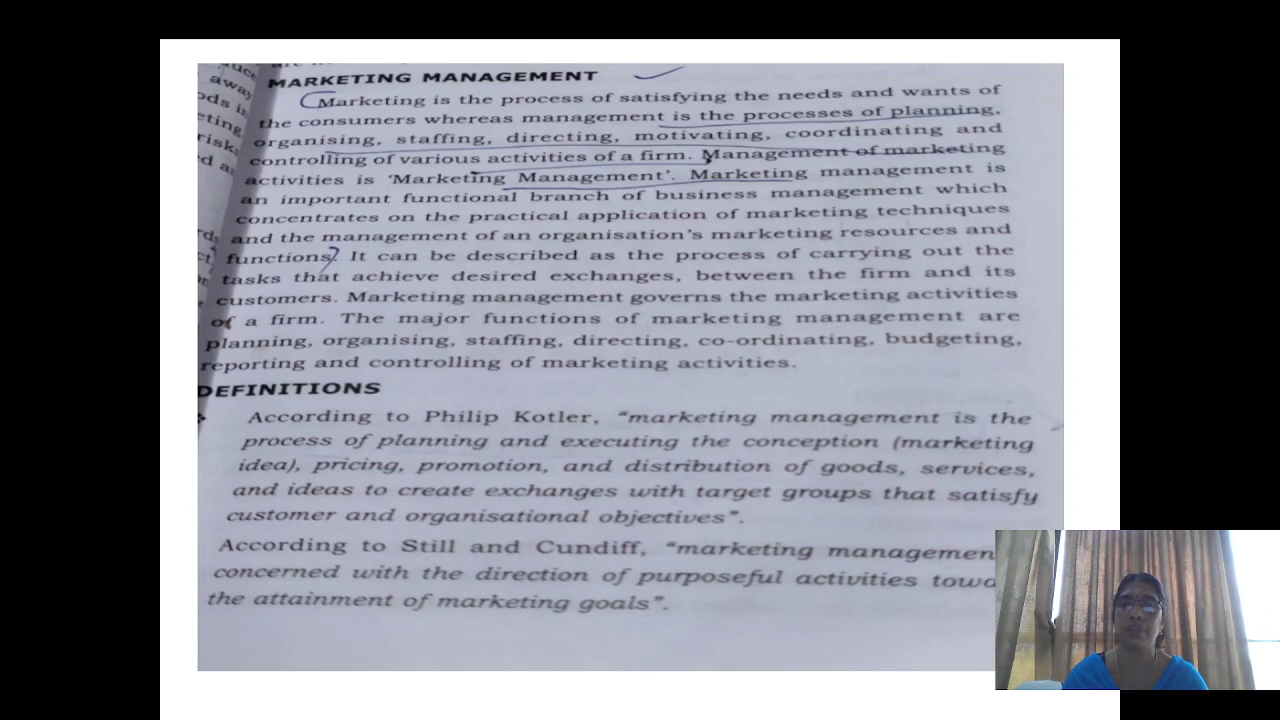 MARKETING MANAGEMENT
Marketing is the process of satisfying the needs and wants of
the consumers whereas management is the processes of planning,
organising, staffing, directing, motivating, coordinating and
controlling of various activities of a firm. Management of marketing
activities is ‘Marketing Management’. Marketing management is
an important functional branch of business management which
concentrates on the practical application of marketing techniques
and the management of an organisation’s marketing resources and
functions. It can be described as the process of carrying out the
tasks that achieve desired exchanges, between the firm and its
customers. Marketing management governs the marketing activities
of a firm. The major functions of marketing management are
planning, organising, staffing, directing, co-ordinating, budgeting,
reporting and controlling of marketing activities.
DEFINITIONS
According to Philip Kotler, “marketing management is the
process of planning and executing the conception (marketing
idea), pricing, promotion, and distribution of goods, services,
and ideas to create exchanges with target groups that satisfy
customer and organisational objectives”.
According to Still and Cundiff, “marketing managemen
concerned with the direction of purposeful activities towa
the attainment of marketing goals”.